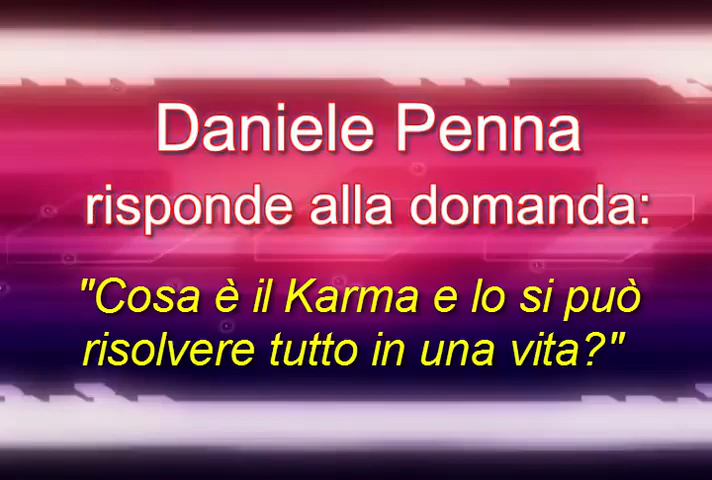 Daniele Penna
risponde alla domanda:
"Cosa è il Karma e lo si può
risolvere tutto in una vita?"